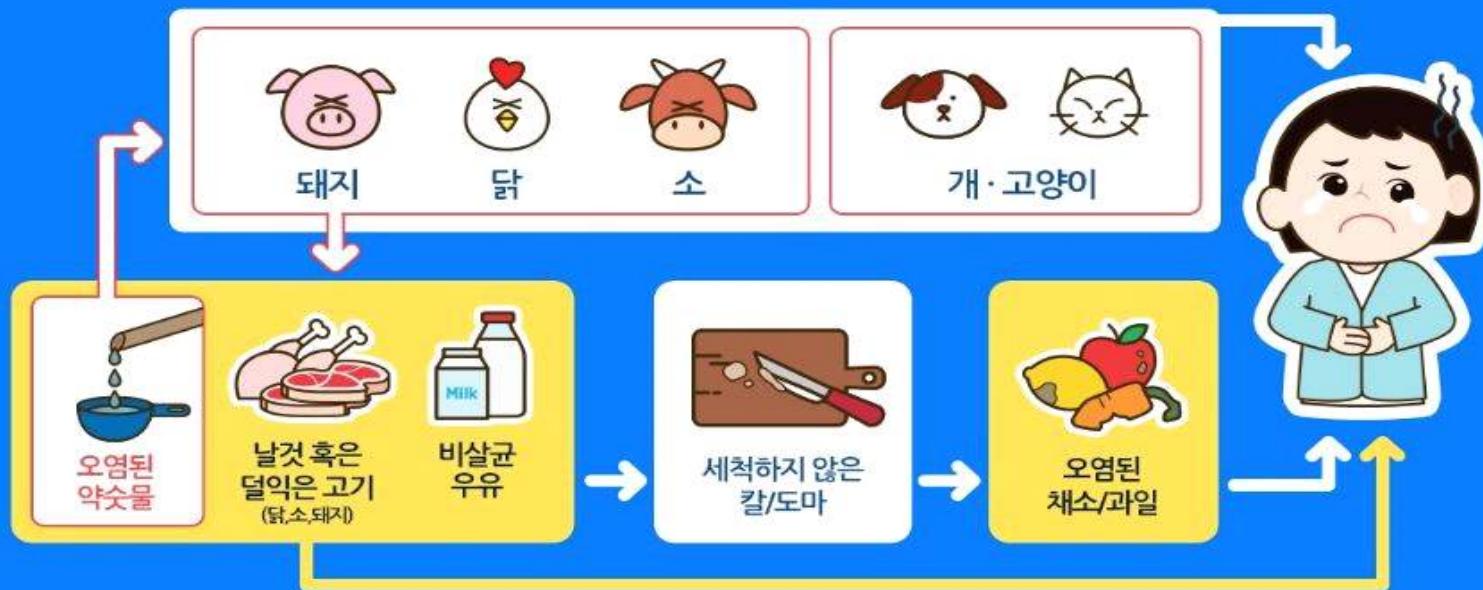 돼지
닭
소
개·고양이
오염된
약숫물
날것 혹은
덜익은 고기
(닭,소,돼지)
Milk
비살균
우유
세척하지 않은
칼/도마
오염된
채소/과일